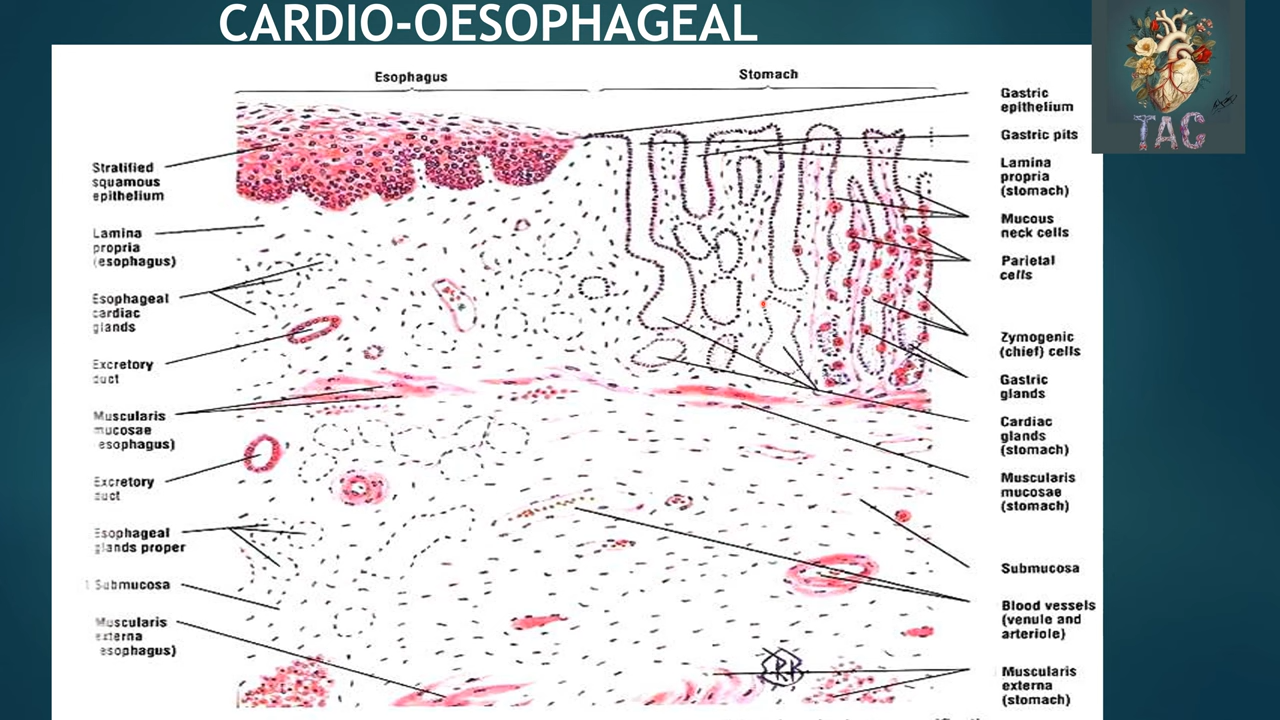 CARDIO-OESOPHAGEAL
TAC
Esophagus
Stomach
Stratified
squamous
epithelium
Lamina
propria
(esophagus)
Esophageal
cardiac
glands
Excretory
duct
Muscularis
mucosae
esophagus)
Excretory
duct
Esophageal
glands proper
Submucosa
Muscularis
externa
esophagus)
Gastric
epithelium
Gastric pits
Lamina
propria
(stomach)
Mucous
neck cells
Parietal
cells
Zymogenic
(chief) cells
Gastric
glands
Cardiac
glands
(stomach)
Muscularis
mucosae
(stomach)
Submucosa
Blood vessels
(venule and
arteriole)
Muscularis
externa
(stomach)